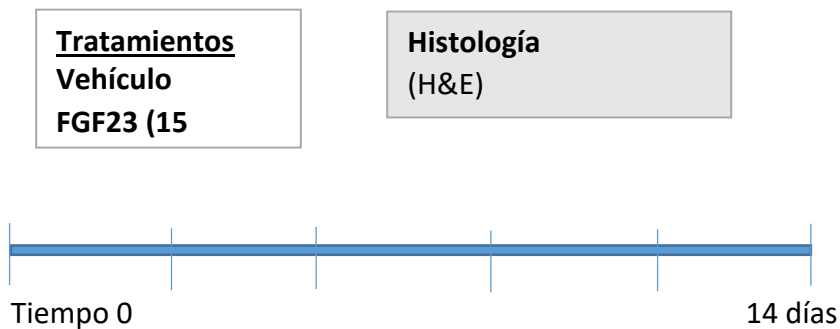 Tratamientos
Vehículo
FGF23 (15
Histología
(H&E)
Tiempo 0
14 días